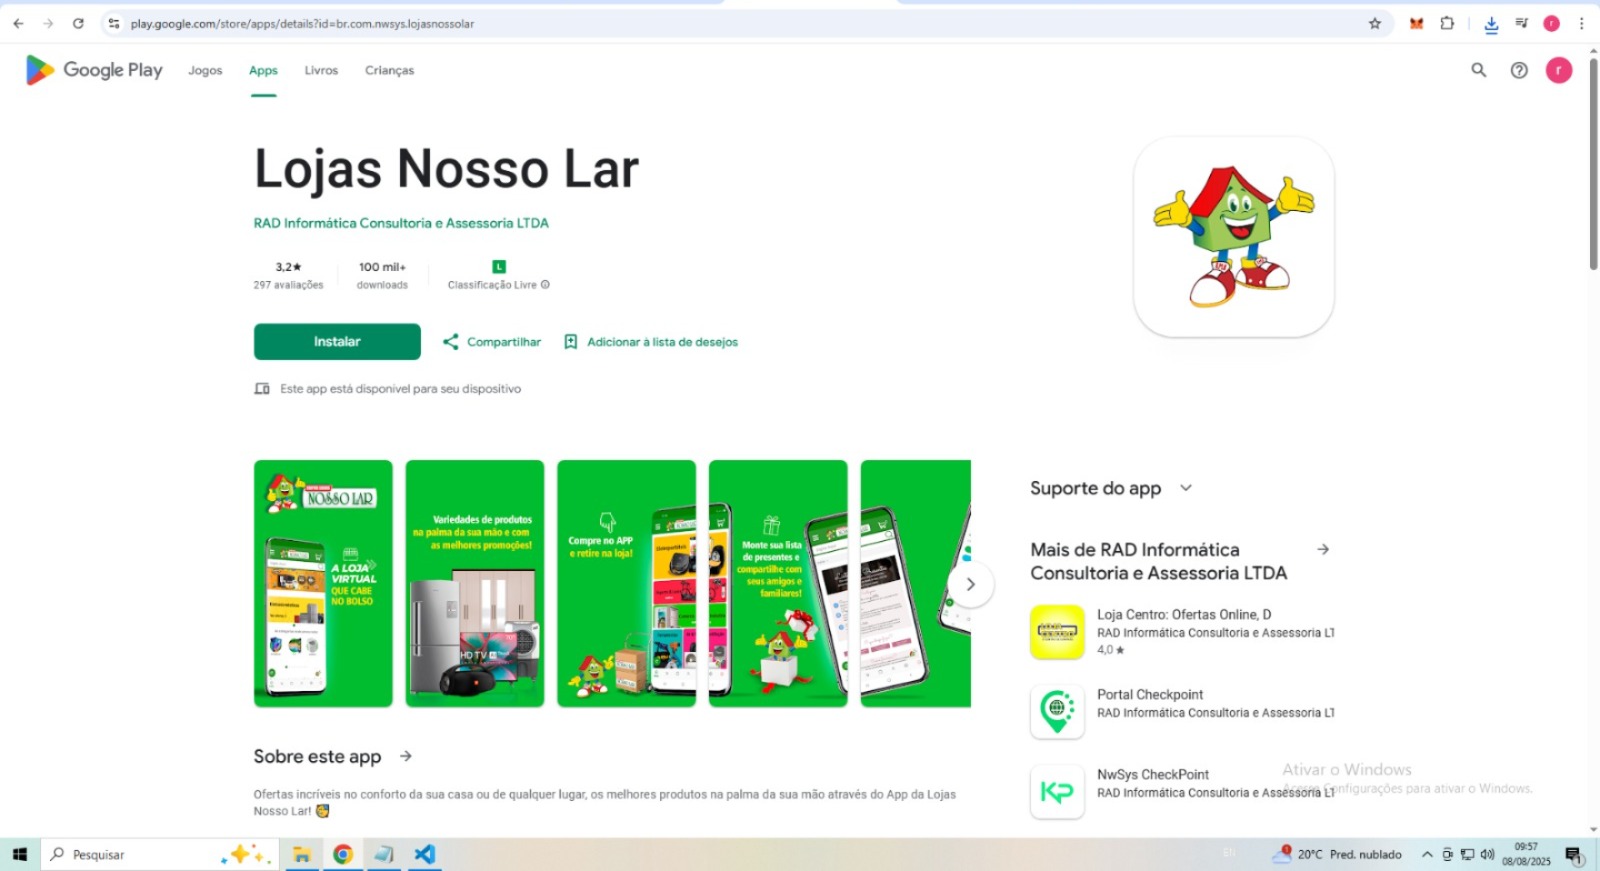 play.google.com/store/apps/details?id=br.com.nwsys.lojasnossolar
r
Google Play
Jogos
Apps
Livros
Crianças
r
Lojas Nosso Lar
RAD Informática Consultoria e Assessoria LTDA
3,2★
297 avaliações
100 mil+
downloads
L
Classificação Livre
Instalar
Compartilhar
Adicionar à lista de desejos
Este app está disponível para seu dispositivo
NOSSO LAR
A LOJA
VIRTUAL
QUE CABE
NO BOLSO
Variedades de produtos
na palma da sua mão e com
as melhores promoções!
HD TV
Compre no APP
e retire na loja!
Monte sua lista
de presentes e
compartilhe com
seus amigos e
familiares!
Suporte do app
Mais de RAD Informática
Consultoria e Assessoria LTDA
Loja Centro: Ofertas Online, D
RAD Informática Consultoria e Assessoria LT
4,0★
Portal Checkpoint
RAD Informática Consultoria e Assessoria LT
KP
NwSys CheckPoint
RAD Informática Consultoria e Assessoria LT
Sobre este app
Ofertas incríveis no conforto da sua casa ou de qualquer lugar, os melhores produtos na palma da sua mão através do App da Lojas
Nosso Lar!
Ativar o Windows
Acesse Configurações para ativar o Windows.
Pesquisar
EN
20°C Pred. nublado
09:57
08/08/2025
1